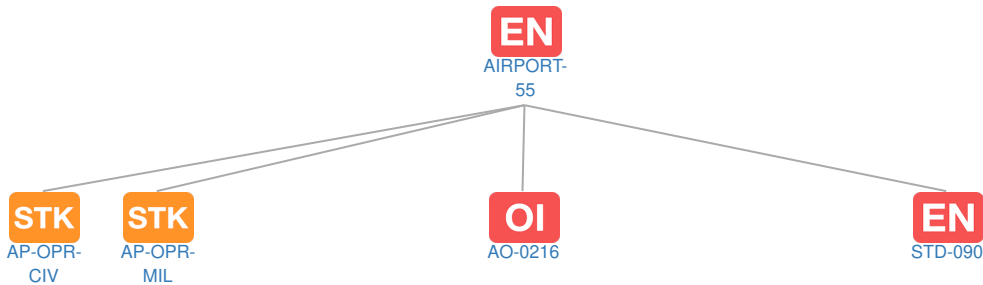 EN
AIRPORT-
55
STK
STK
OI
EN
AP-OPR-
CIV
AP-OPR-
MIL
AO-0216
STD-090